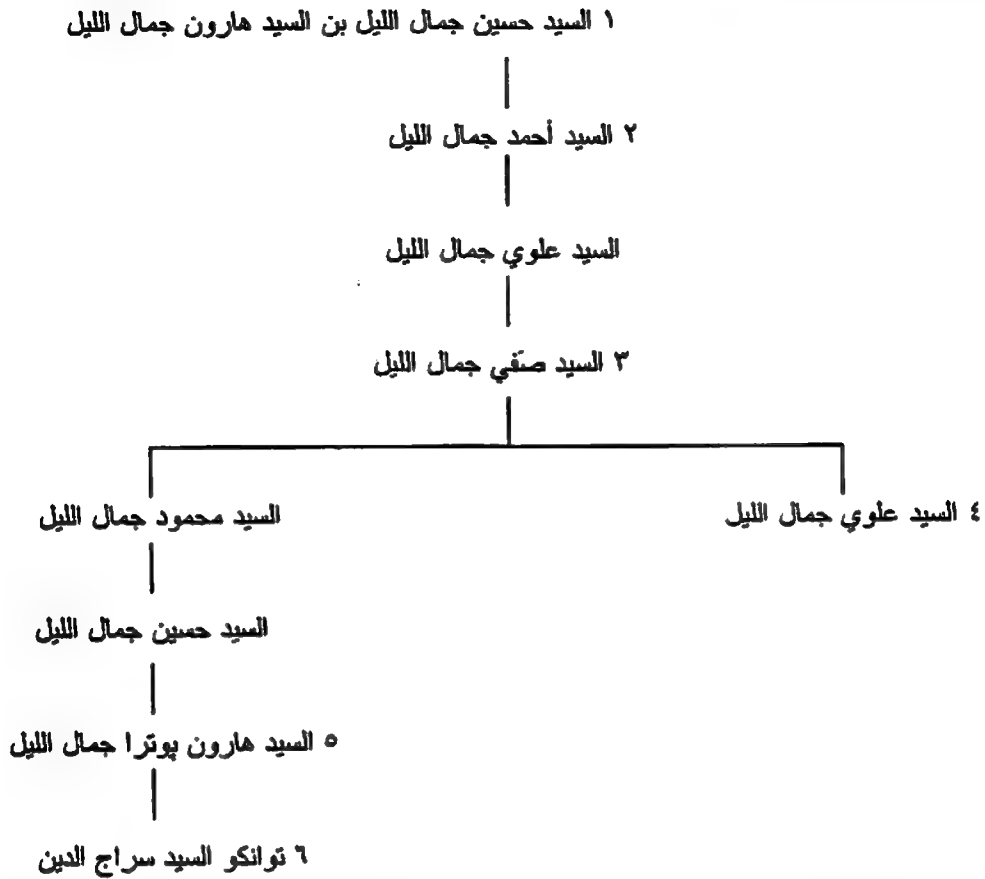 ١ السيد حسين جمال الليل بن السيد هارون جمال الليل
٢ السيد أحمد جمال الليل
السيد علوي جمال الليل
٣ السيد صَفي جمال الليل
٤ السيد علوي جمال الليل
السيد محمود جمال الليل
السيد حسين جمال الليل
٥ السيد هارون پوترا جمال الليل
٦ توانكو السيد سراج الدين